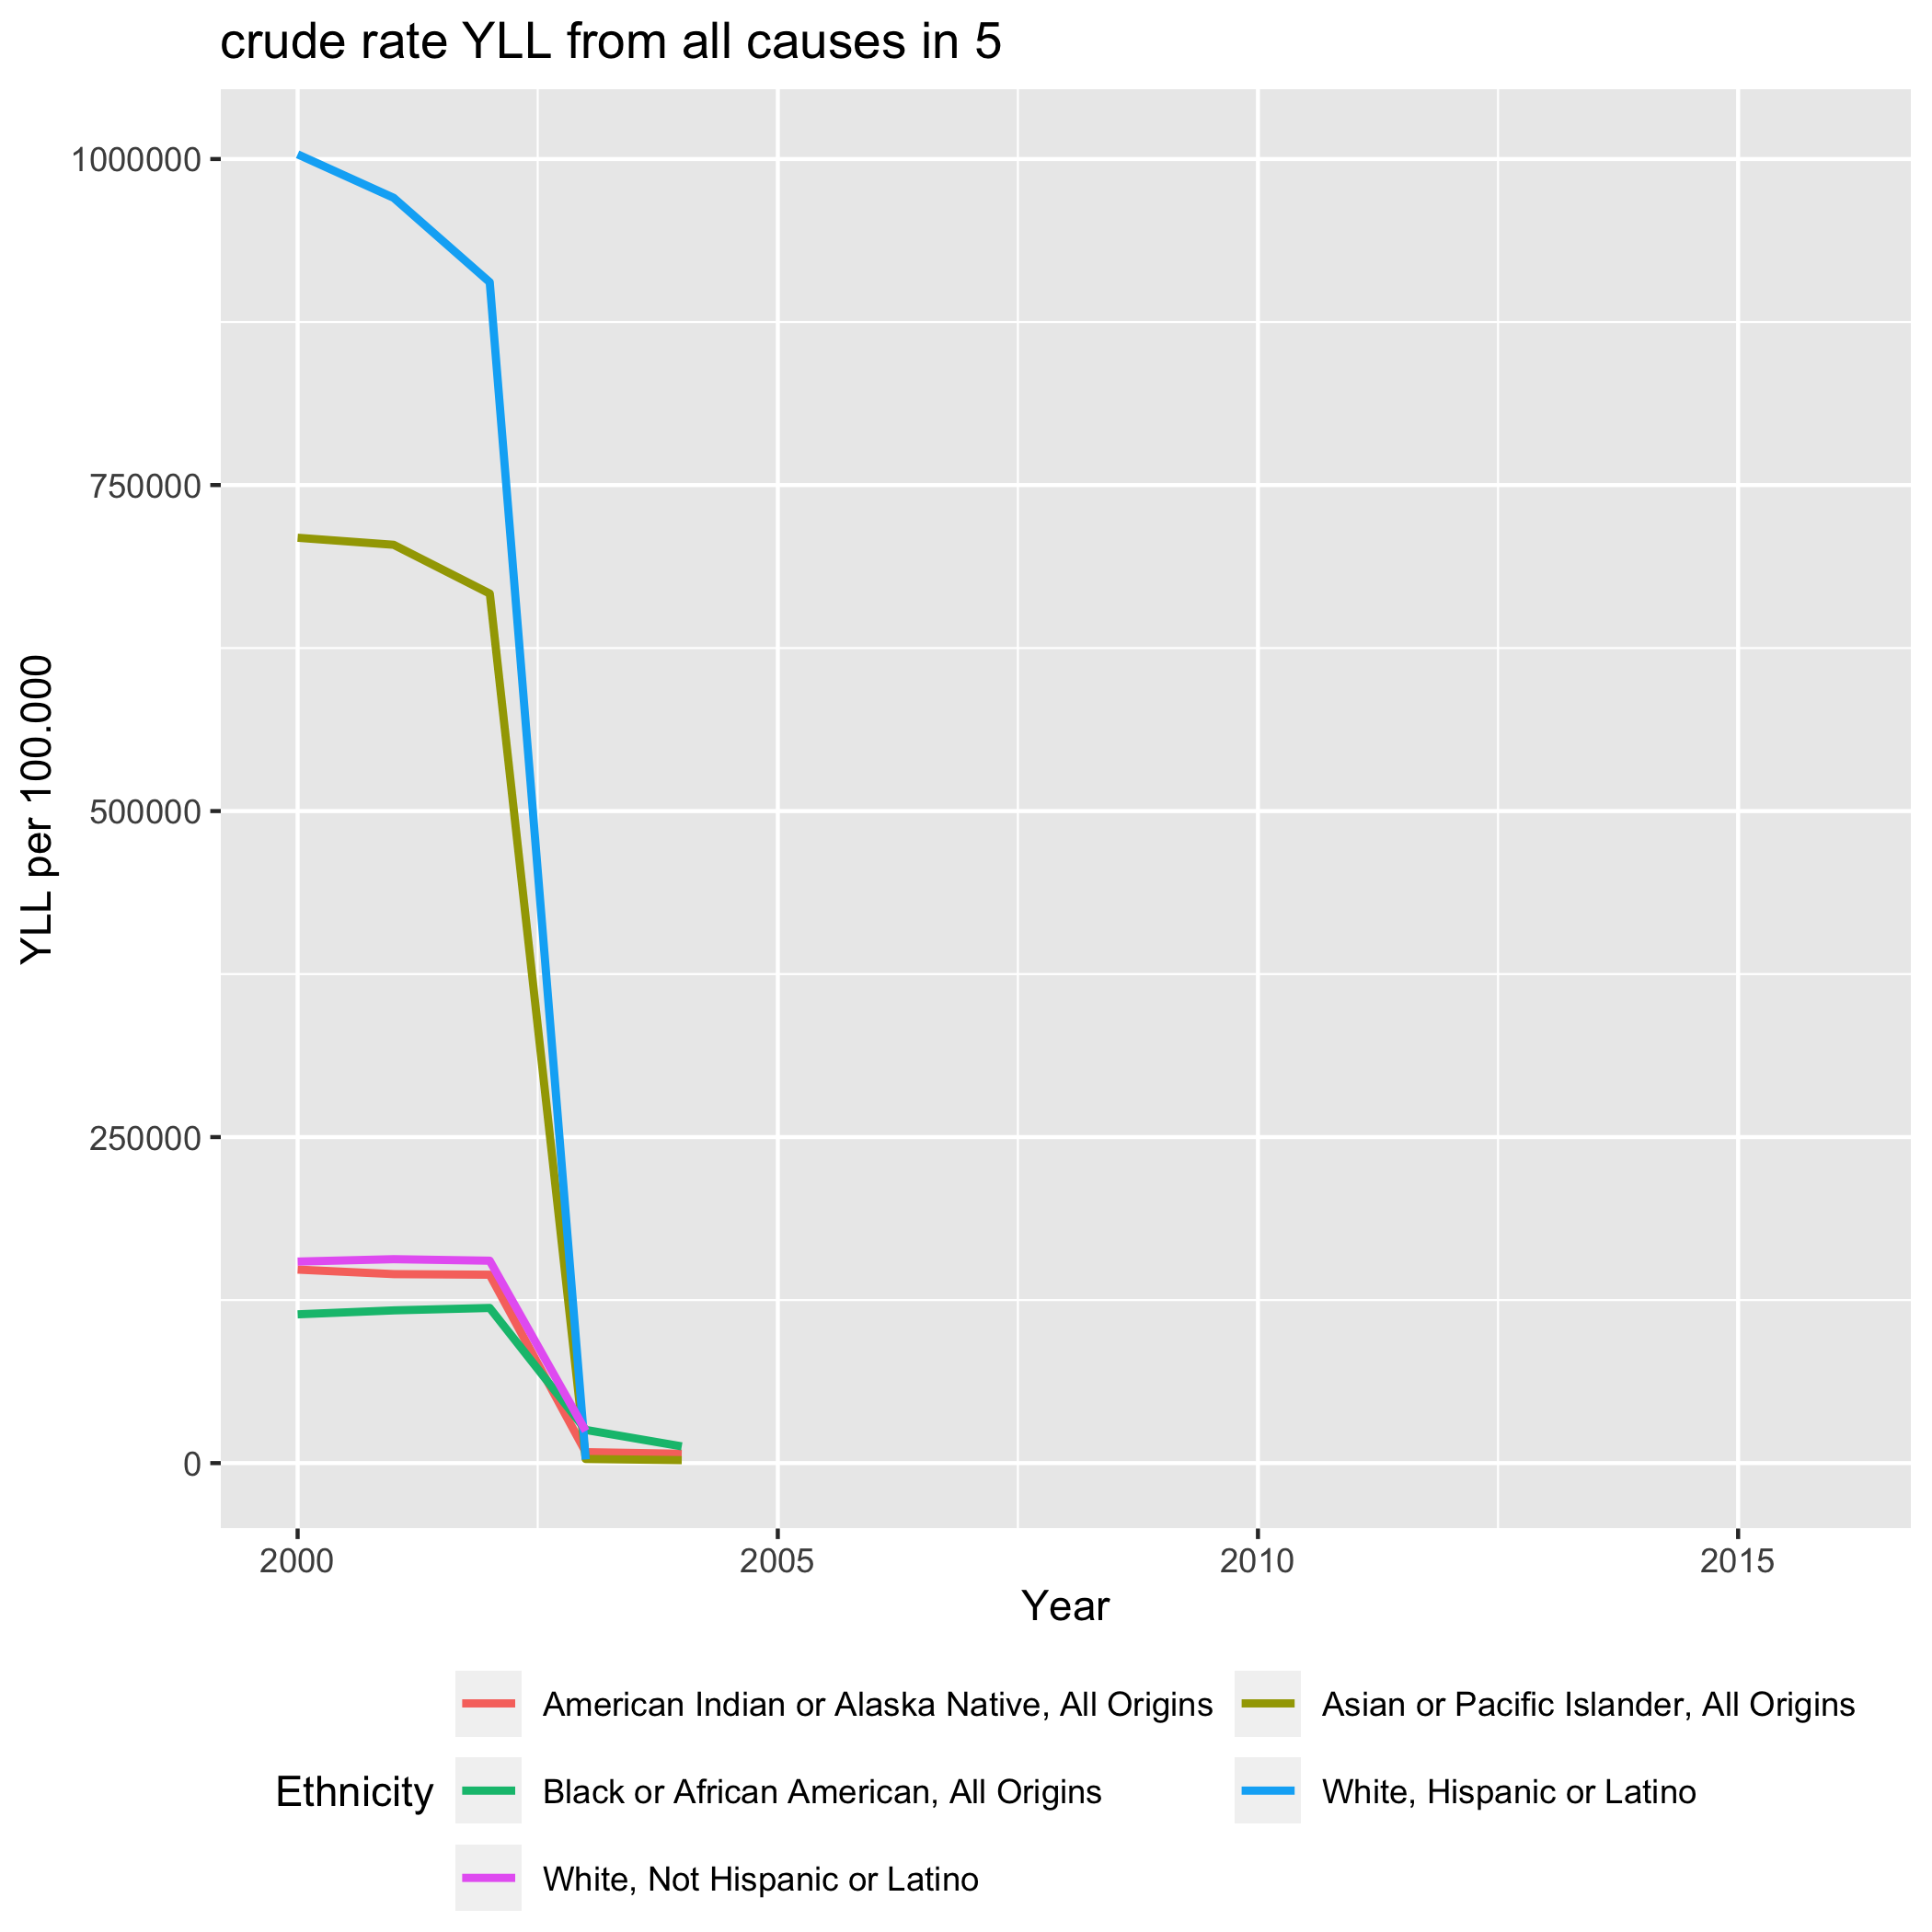 crude rate YLL from all causes in 5
YLL per 100.000
1000000
750000
500000
250000
0
2000 2005 2010 2015
Year
Ethnicity
American Indian or Alaska Native, All Origins
Asian or Pacific Islander, All Origins
Black or African American, All Origins
White, Hispanic or Latino
White, Not Hispanic or Latino